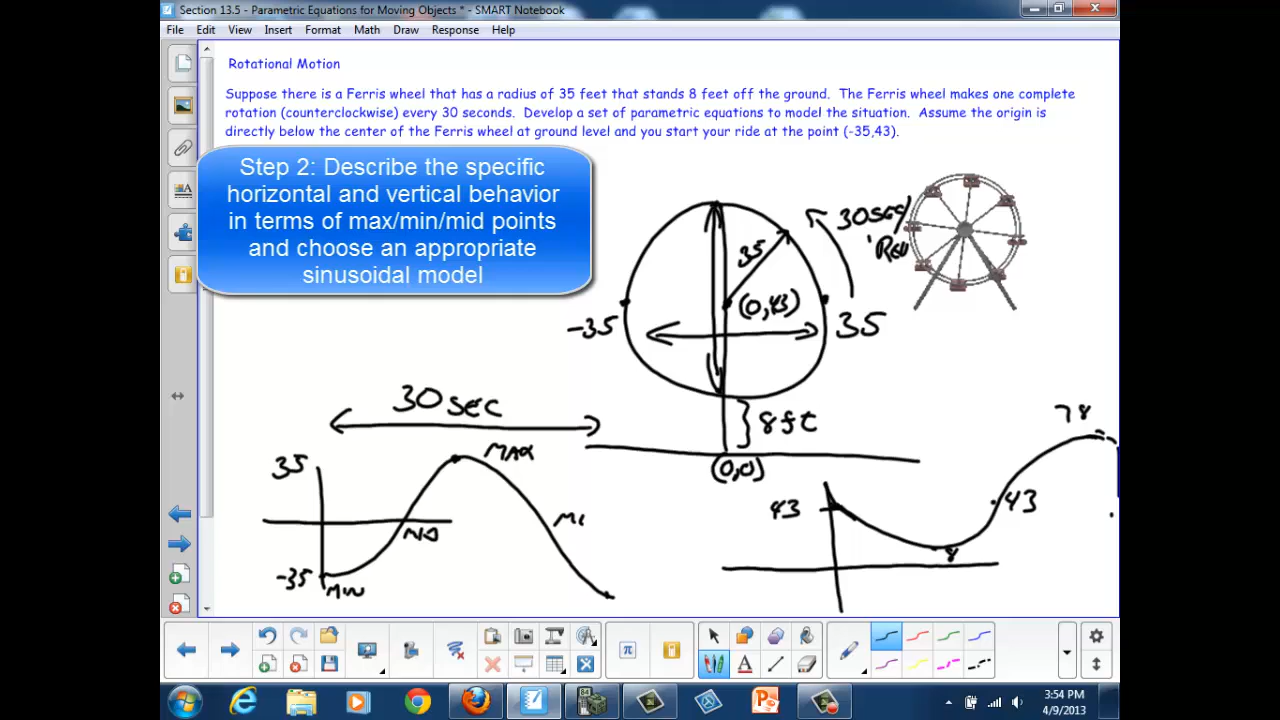 Section 13.5 - Parametric Equations for Moving Objects * - SMART Notebook
File Edit View Insert Format Math Draw Response Help
Rotational Motion
Suppose there is a Ferris wheel that has a radius of 35 feet that stands 8 feet off the ground. The Ferris wheel makes one complete
rotation (counterclockwise) every 30 seconds. Develop a set of parametric equations to model the situation. Assume the origin is
directly below the center of the Ferris wheel at ground level and you start your ride at the point (-35,43).
Step 2: Describe the specific
horizontal and vertical behavior
in terms of max/min/mid points
and choose an appropriate
sinusoidal model
30sec/
Rev
35
(0,43)
-35
35
8ft
(0,0)
30 sec
35
MAX
MID
MI
-35
MIN
78
43
43
8
3:54 PM
4/9/2013